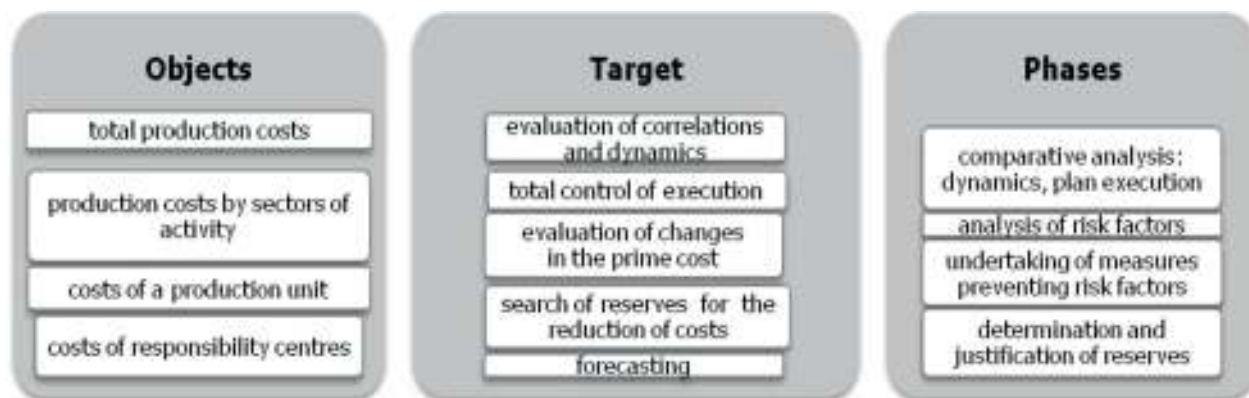 Objects
total production costs
production costs by sectors of
activity
costs of a production unit
costs of responsibility centres
Target
evaluation of correlations
and dynamics
total control of execution
evaluation of changes
in the prime cost
search of reserves for the
reduction of costs
forecasting
Phases
comparative analysis:
dynamics, plan execution
analysis of risk factors
undertaking of measures
preventing risk factors
determination and
justification of reserves